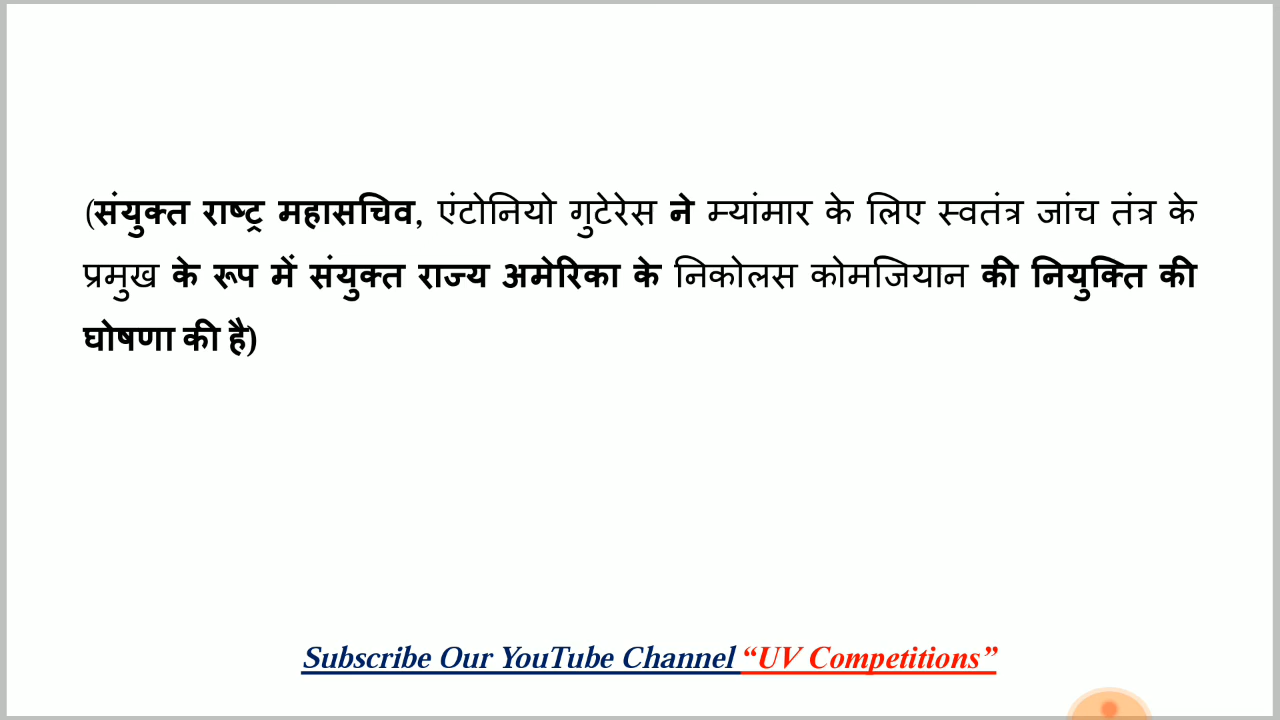 (संयुक्त राष्ट्र महासचिव, एंटोनियो गुटेरेस ने म्यांमार के लिए स्वतंत्र जांच तंत्र के
प्रमुख के रूप में संयुक्त राज्य अमेरिका के निकोलस कोमजियान की नियुक्ति की
घोषणा की है)
Subscribe Our YouTube Channel “UV Competitions”